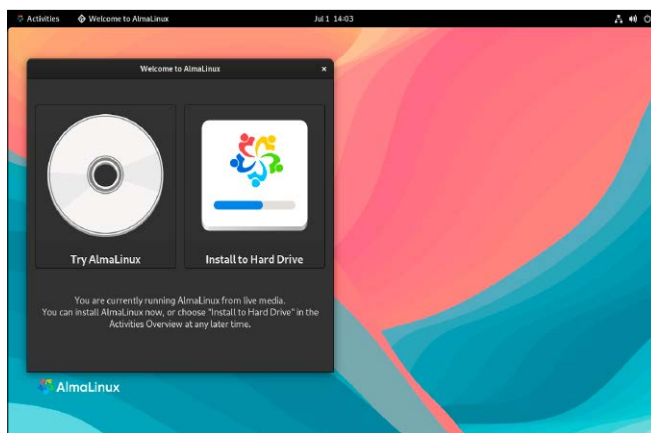 Activities Welcome to AlmaLinux Jul 1 14:03
Welcome to AlmaLinux
Try AlmaLinux
Install to Hard Drive
You are currently running AlmaLinux from live media.
You can install AlmaLinux now, or choose "Install to Hard Drive" in the
Activities Overview at any later time.
AlmaLinux